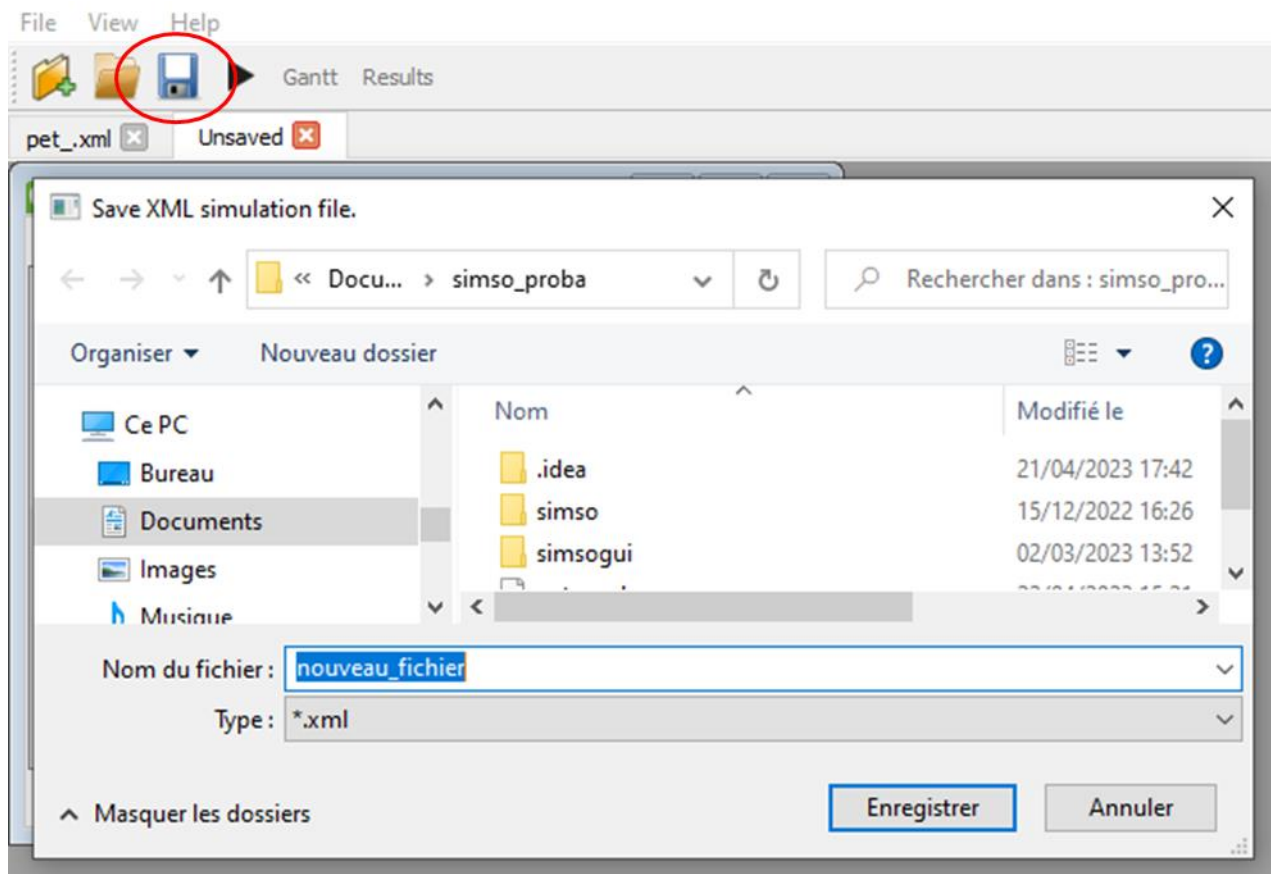 File View Help
Gantt Results
pet_.xml Unsaved
Save XML simulation file.
« Docu... › simso_proba Rechercher dans : simso_pro...
Organiser Nouveau dossier
Nom Modifié le
Ce PC
Bureau
Documents
Images
Musique
.idea 21/04/2023 17:42
simso 15/12/2022 16:26
simsogui 02/03/2023 13:52
Nom du fichier : nouveau_fichier
Type : *.xml
Masquer les dossiers Enregistrer Annuler